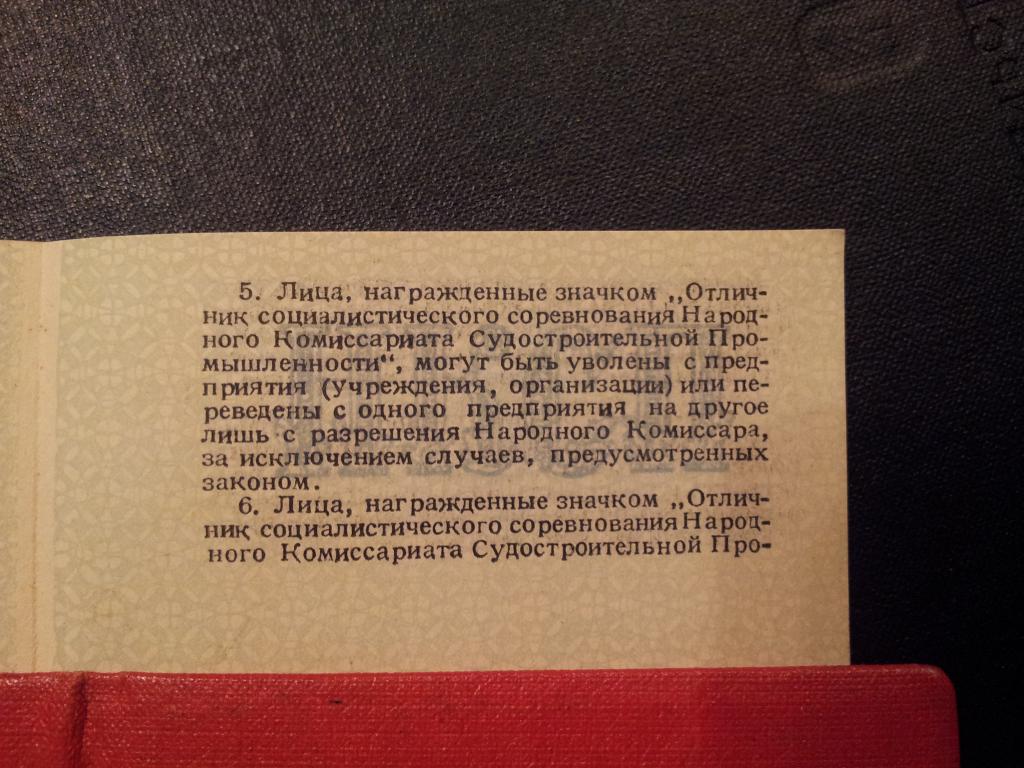 5. Лица, награжденные значком „Отлич-
ник социалистического соревнования Народ-
ного Комиссариата Судостроительной Про-
мышленности“, могут быть уволены с пред-
приятия (учреждения, организации) или пе-
реведены с одного предприятия на другое
лишь с разрешения Народного Комиссара,
за исключением случаев, предусмотренных
законом.
6. Лица, награжденные значком „Отлич-
ник социалистического соревнования Народ-
ного Комиссариата Судостроительной Про-